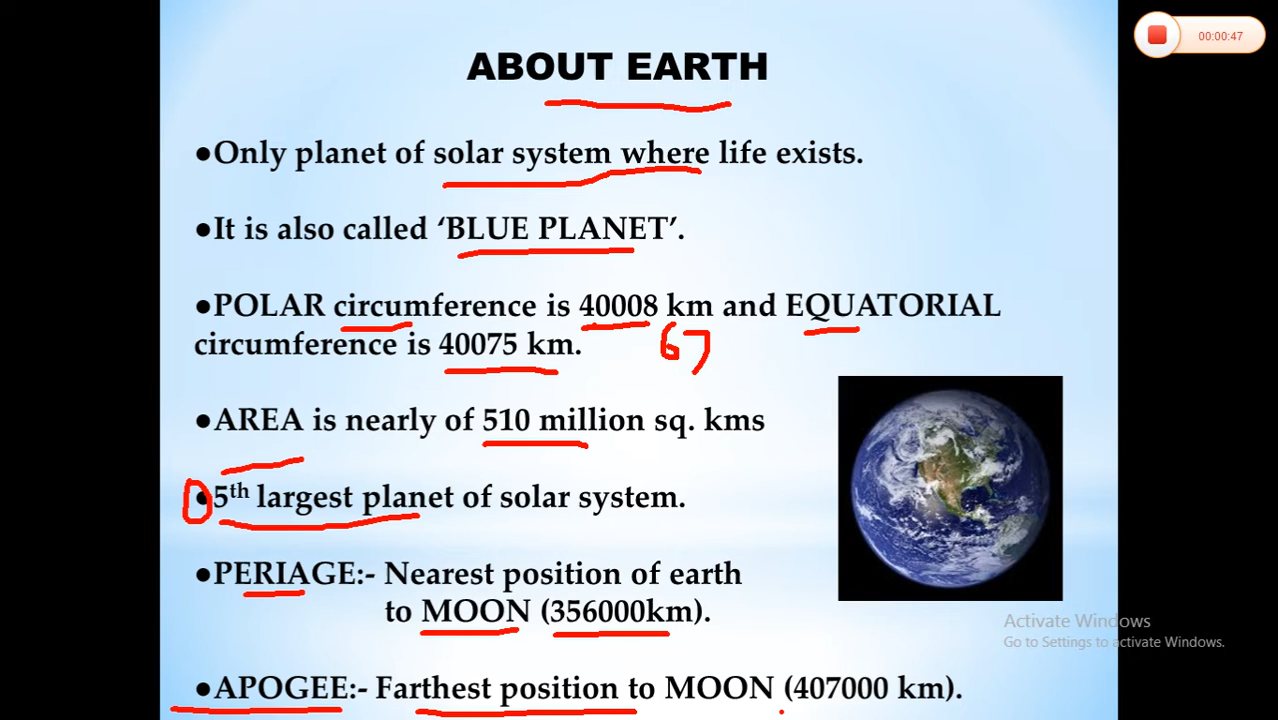 00:00:47
ABOUT EARTH
●Only planet of solar system where life exists.
●It is also called ‘BLUE PLANET’.
●POLAR circumference is 40008 km and EQUATORIAL
circumference is 40075 km.
67
●AREA is nearly of 510 million sq. kms
●5th largest planet of solar system.
●PERIAGE:- Nearest position of earth
to MOON (356000km).
Activate Windows
Go to Settings to activate Windows.
●APOGEE:- Farthest position to MOON (407000 km).